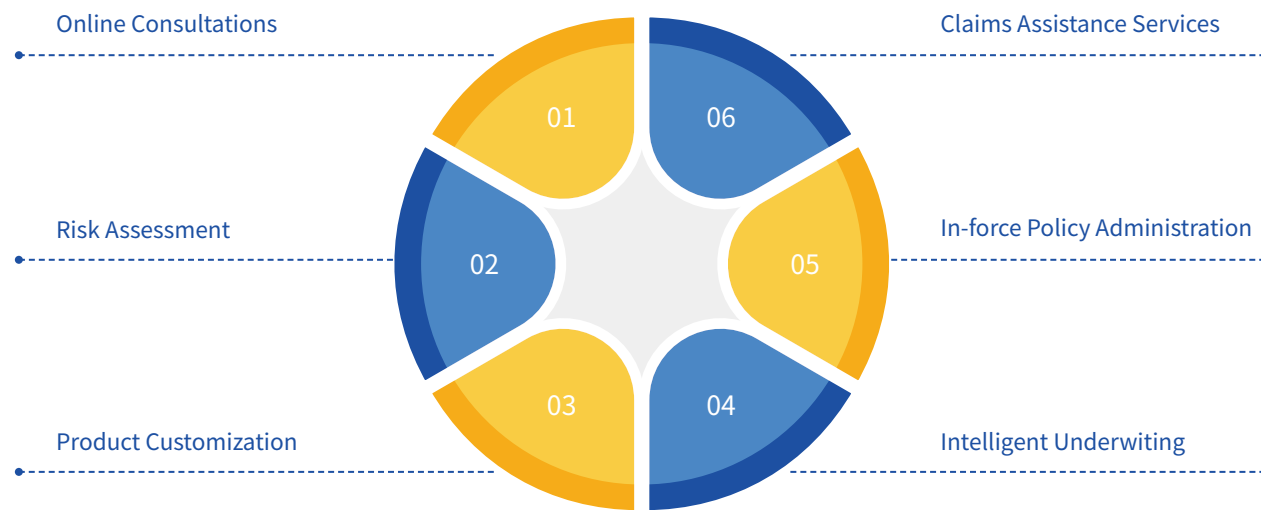 Online Consultations
01
Risk Assessment
02
Product Customization
03
04
Intelligent Underwiting
05
In-force Policy Administration
06
Claims Assistance Services